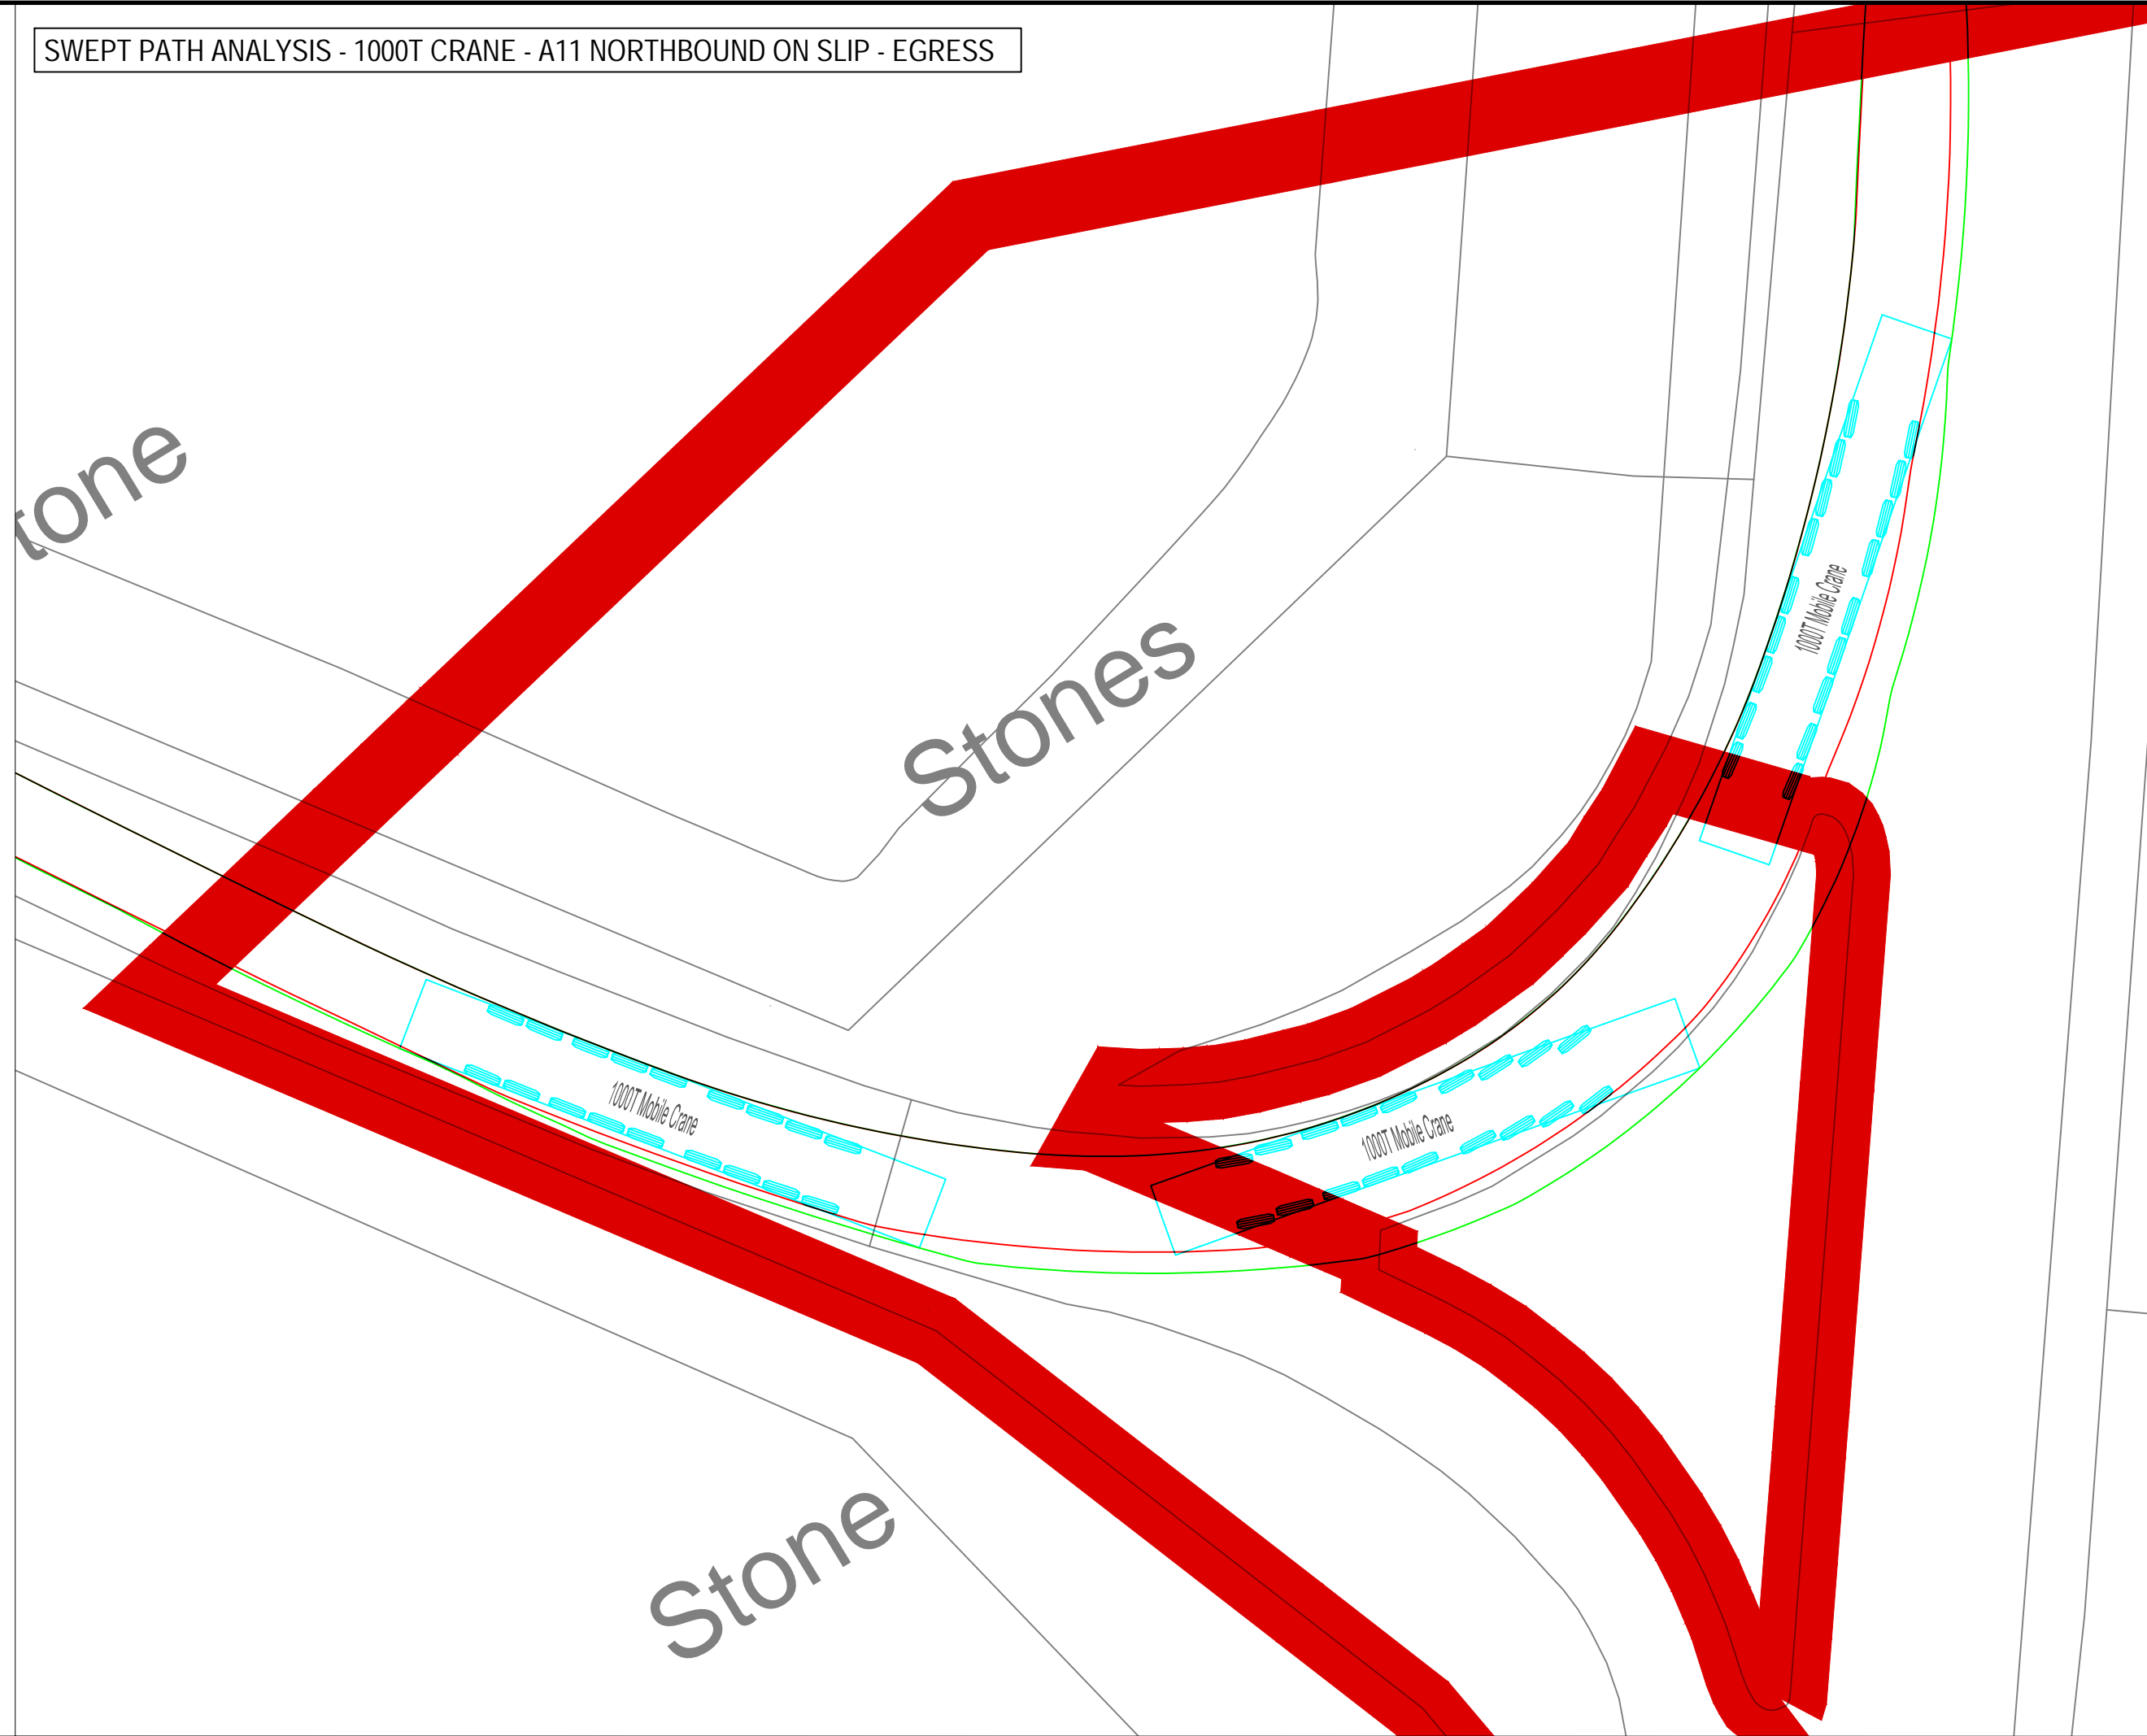 SWEPT PATH ANALYSIS - 1000T CRANE - A11 NORTHBOUND ON SLIP - EGRESS
tone
Stones
1000T Mobile Crane
1000T Mobile Crane
1000T Mobile Crane
Stone